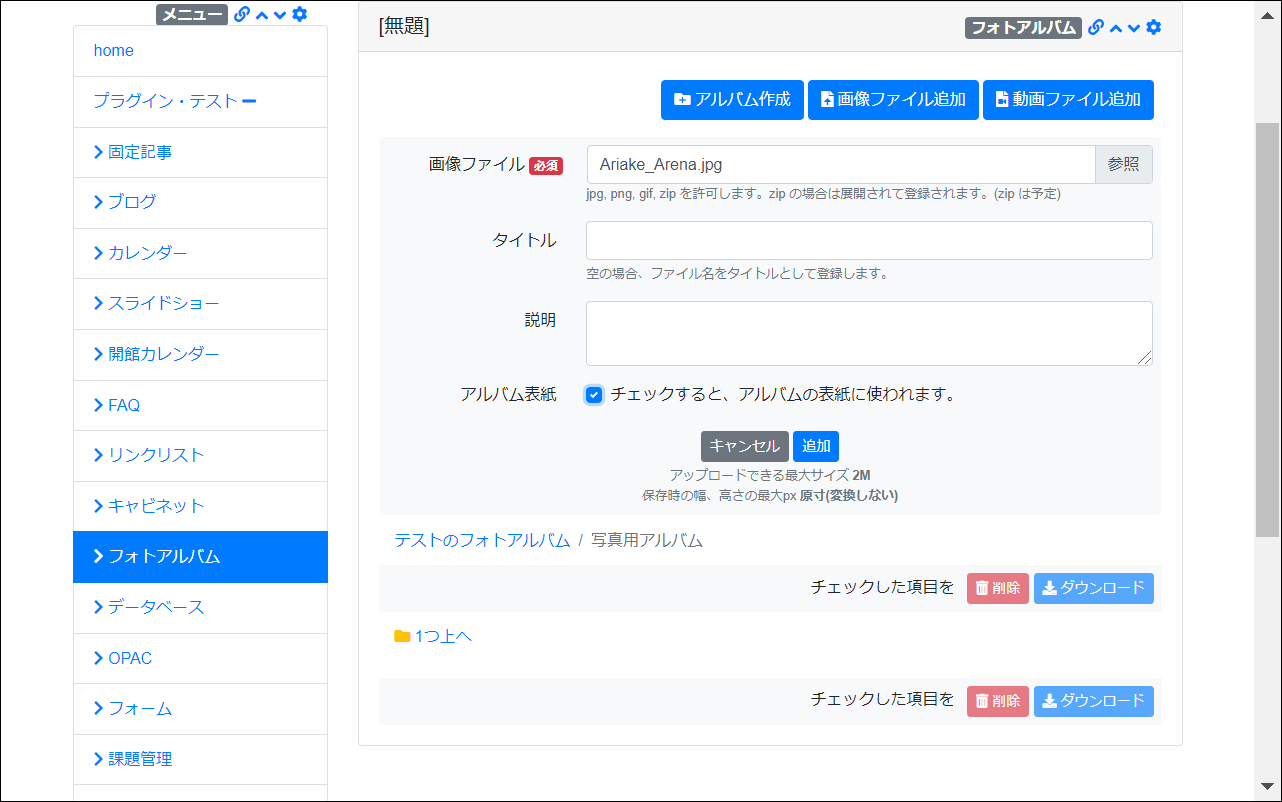 メニュー
home
プラグイン・テスト
固定記事
ブログ
カレンダー
スライドショー
開館カレンダー
FAQ
リンクリスト
キャビネット
フォトアルバム
データベース
OPAC
フォーム
課題管理
[無題]
フォトアルバム
アルバム作成
画像ファイル追加
動画ファイル追加
画像ファイル 必須
Ariake_Arena.jpg
参照
jpg, png, gif, zip を許可します。zip の場合は展開されて登録されます。(zip は予定)
タイトル
空の場合、ファイル名をタイトルとして登録します。
説明
アルバム表紙
チェックすると、アルバムの表紙に使われます。
キャンセル
追加
アップロードできる最大サイズ 2M
保存時の幅、高さの最大px 原寸(変換しない)
テストのフォトアルバム / 写真用アルバム
チェックした項目を 削除 ダウンロード
1つ上へ
チェックした項目を 削除 ダウンロード